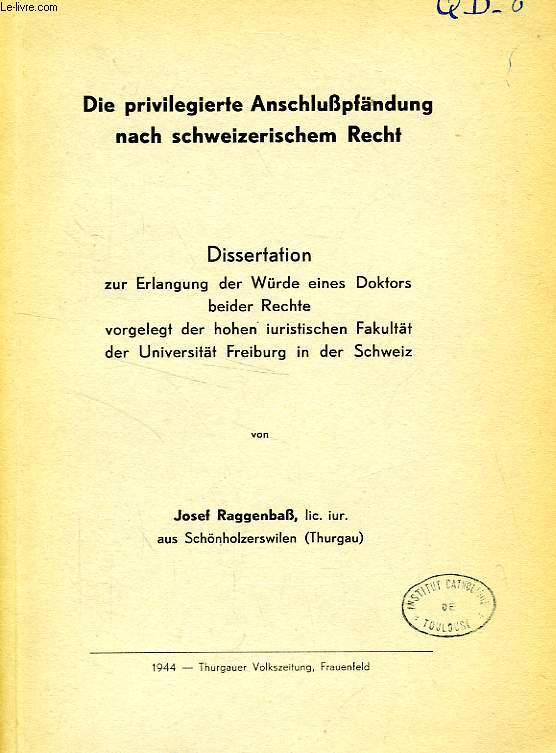 Le-livre.com
QD-6
Die privilegierte Anschlußpfändung
nach schweizerischem Recht
Dissertation
zur Erlangung der Würde eines Doktors
beider Rechte
vorgelegt der hohen iuristischen Fakultät
der Universität Freiburg in der Schweiz
von
Josef Raggenbaß, lic. iur.
aus Schönholzerswilen (Thurgau)
INSTITUT CATHOLIQUE
DE
TOULOUSE
1944 — Thurgauer Volkszeitung, Frauenfeld